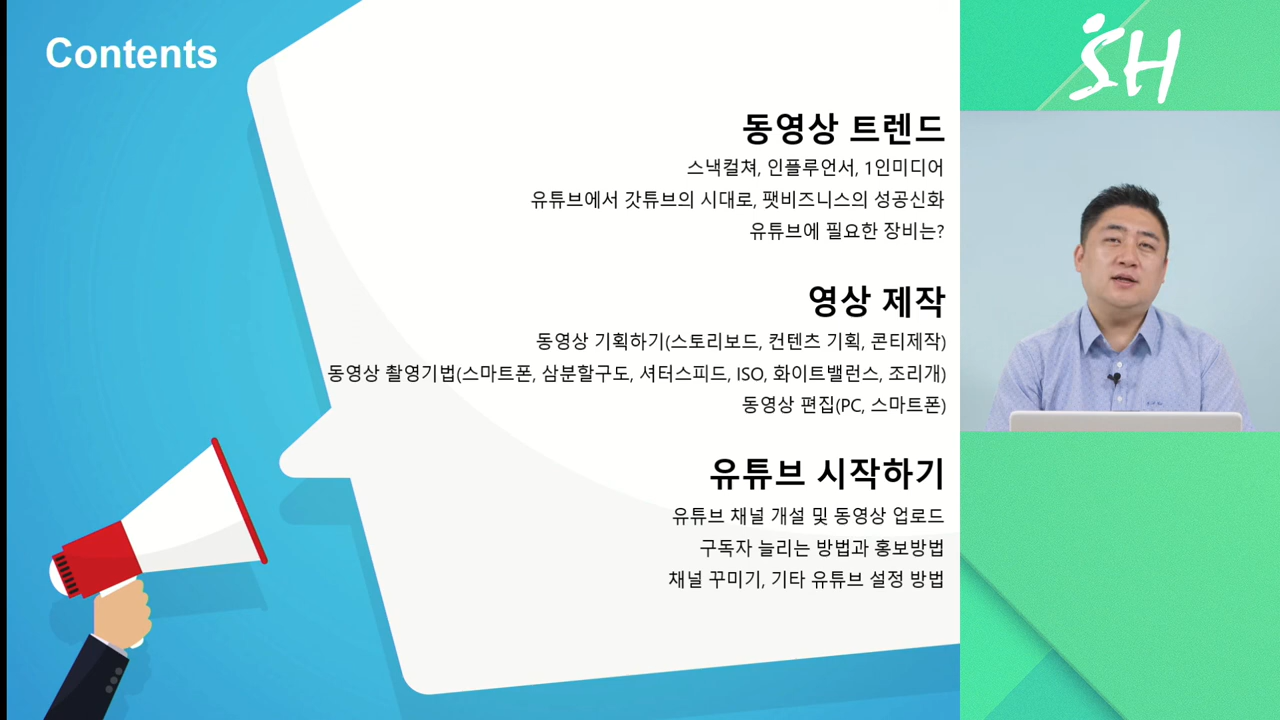 Contents
SH
동영상 트렌드
스낵컬쳐, 인플루언서, 1인미디어
유튜브에서 갓튜브의 시대로, 팻비즈니스의 성공신화
유튜브에 필요한 장비는?
영상 제작
동영상 기획하기(스토리보드, 컨텐츠 기획, 콘티제작)
동영상 촬영기법(스마트폰, 삼분할구도, 셔터스피드, ISO, 화이트밸런스, 조리개)
동영상 편집(PC, 스마트폰)
유튜브 시작하기
유튜브 채널 개설 및 동영상 업로드
구독자 늘리는 방법과 홍보방법
채널 꾸미기, 기타 유튜브 설정 방법